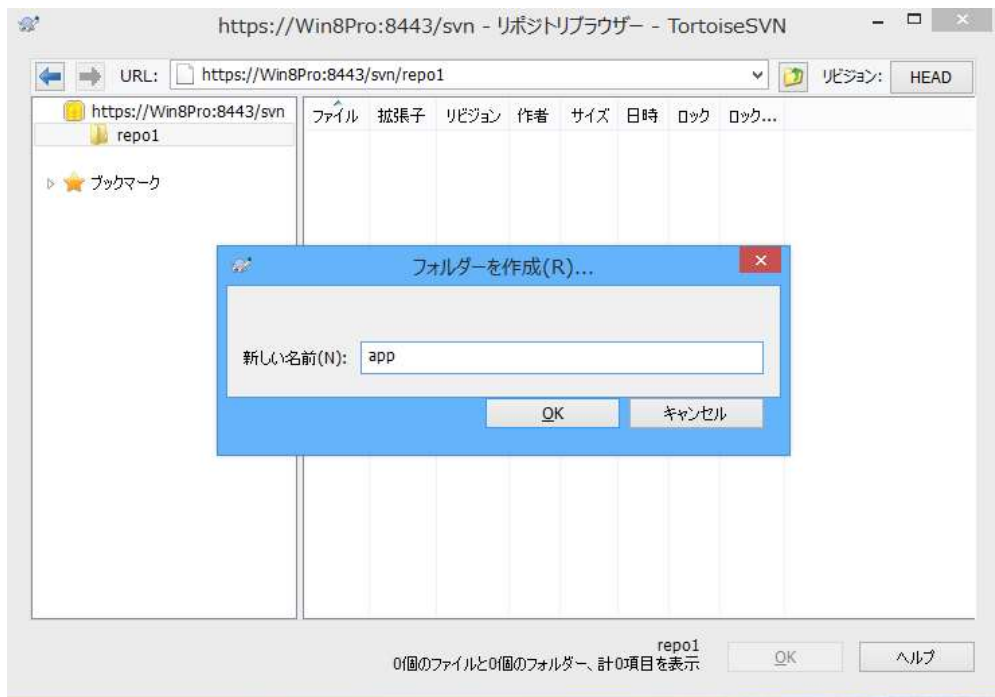 https://Win8Pro:8443/svn - リポジトリブラウザー - TortoiseSVN
URL: https://Win8Pro:8443/svn/repo1 リビジョン: HEAD
https://Win8Pro:8443/svn
repo1
ブックマーク
ファイル 拡張子 リビジョン 作者 サイズ 日時 ロック ロック...
フォルダーを作成(R)...
新しい名前(N): app
OK キャンセル
repo1
0個のファイルと0個のフォルダー、計0項目を表示
OK ヘルプ